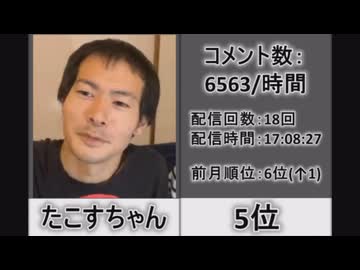 コメント数：
6563/時間
配信回数：18回
配信時間：17:08:27
前月順位：6位(↑1)
たこすちゃん
5位